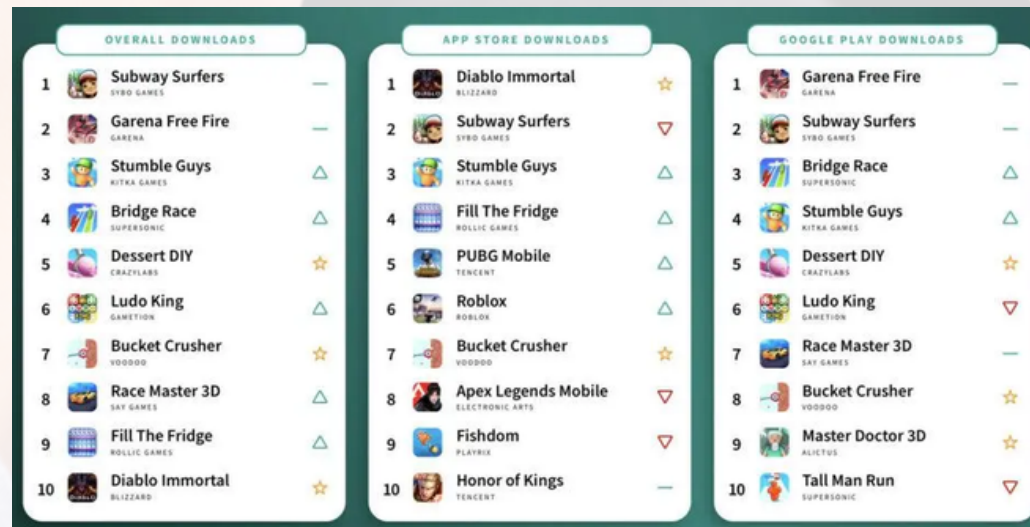 OVERALL DOWNLOADS
1 Subway Surfers
SYBO GAMES
2 Garena Free Fire
GARENA
3 Stumble Guys
KITKA GAMES
4 Bridge Race
SUPERSONIC
5 Dessert DIY
CRAZYLABS
6 Ludo King
GAMETION
7 Bucket Crusher
VOODOO
8 Race Master 3D
SAY GAMES
9 Fill The Fridge
ROLLIC GAMES
10 Diablo Immortal
BLIZZARD
APP STORE DOWNLOADS
1 Diablo Immortal
BLIZZARD
2 Subway Surfers
SYBO GAMES
3 Stumble Guys
KITKA GAMES
4 Fill The Fridge
ROLLIC GAMES
5 PUBG Mobile
TENCENT
6 Roblox
ROBLOX
7 Bucket Crusher
VOODOO
8 Apex Legends Mobile
ELECTRONIC ARTS
9 Fishdom
PLAYRIX
10 Honor of Kings
TENCENT
GOOGLE PLAY DOWNLOADS
1 Garena Free Fire
GARENA
2 Subway Surfers
SYBO GAMES
3 Bridge Race
SUPERSONIC
4 Stumble Guys
KITKA GAMES
5 Dessert DIY
CRAZYLABS
6 Ludo King
GAMETION
7 Race Master 3D
SAY GAMES
8 Bucket Crusher
VOODOO
9 Master Doctor 3D
ALICTUS
10 Tall Man Run
SUPERSONIC